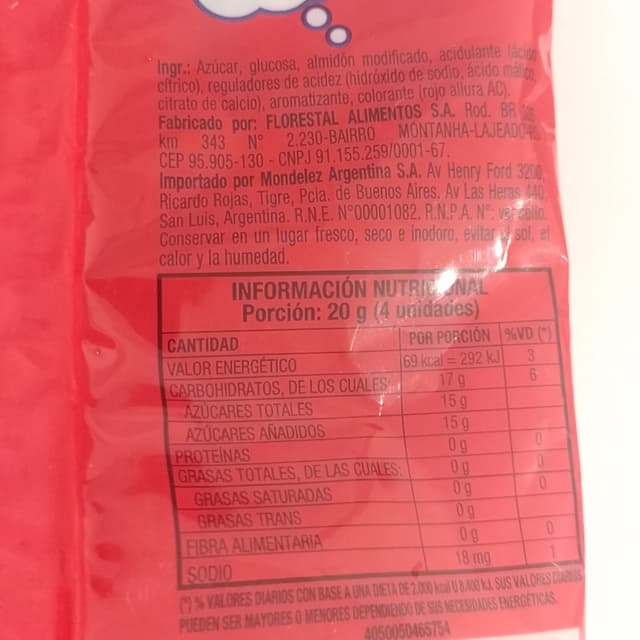 Ingr.: Azúcar, glucosa, almidón modificado, acidulante
cítrico), reguladores de acidez (hidróxido de sodio, ácido málico,
citrato de calcio), aromatizante, colorante (rojo allura AC).
Fabricado por: FLORESTAL ALIMENTOS S.A. Rod. BR
km 343 N° 2.230-BAIRRO MONTANHA-LAJEADO
CEP 95.905-130 - CNPJ 91.155.259/0001-67.
Importado por Mondelez Argentina S.A. Av Henry Ford 3200,
Ricardo Rojas, Tigre, Pcia. de Buenos Aires. Av Las Heras
San Luis, Argentina. R.N.E. N°00001082. R.N.P.A. N°:
Conservar en un lugar fresco, seco e inodoro, evitar sol, el
calor y la humedad.
INFORMACIÓN NUTRICIONAL
Porción: 20 g (4 unidades)
CANTIDAD POR PORCIÓN %VD (*)
VALOR ENERGÉTICO 69 kcal = 292 kJ 3
CARBOHIDRATOS, DE LOS CUALES: 17 g 6
AZÚCARES TOTALES 15 g
AZÚCARES AÑADIDOS 15 g
PROTEÍNAS 0 g 0
GRASAS TOTALES, DE LAS CUALES: 0 g 0
GRASAS SATURADAS 0 g 0
GRASAS TRANS 0 g
FIBRA ALIMENTARIA 0 g 0
SODIO 18 mg 1
(*) % VALORES DIARIOS CON BASE A UNA DIETA DE 2.000 kcal U 8.400 kJ. SUS VALORES DIARIOS
PUEDEN SER MAYORES O MENORES DEPENDIENDO DE SUS NECESIDADES ENERGÉTICAS.
4050050465754